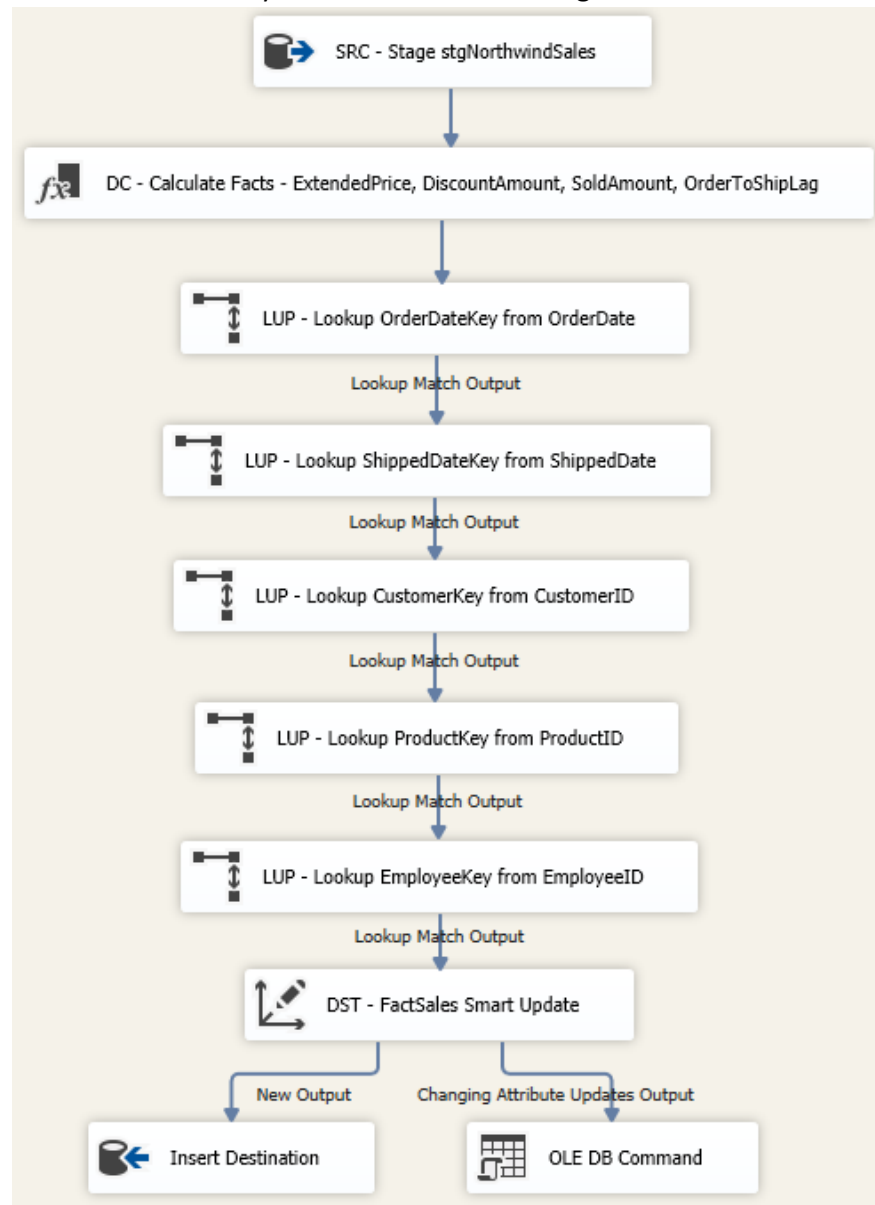 SRC - Stage stgNorthwindSales
DC - Calculate Facts - ExtendedPrice, DiscountAmount, SoldAmount, OrderToShipLag
LUP - Lookup OrderDateKey from OrderDate
Lookup Match Output
LUP - Lookup ShippedDateKey from ShippedDate
Lookup Match Output
LUP - Lookup CustomerKey from CustomerID
Lookup Match Output
LUP - Lookup ProductKey from ProductID
Lookup Match Output
LUP - Lookup EmployeeKey from EmployeeID
Lookup Match Output
DST - FactSales Smart Update
New Output
Changing Attribute Updates Output
Insert Destination
OLE DB Command